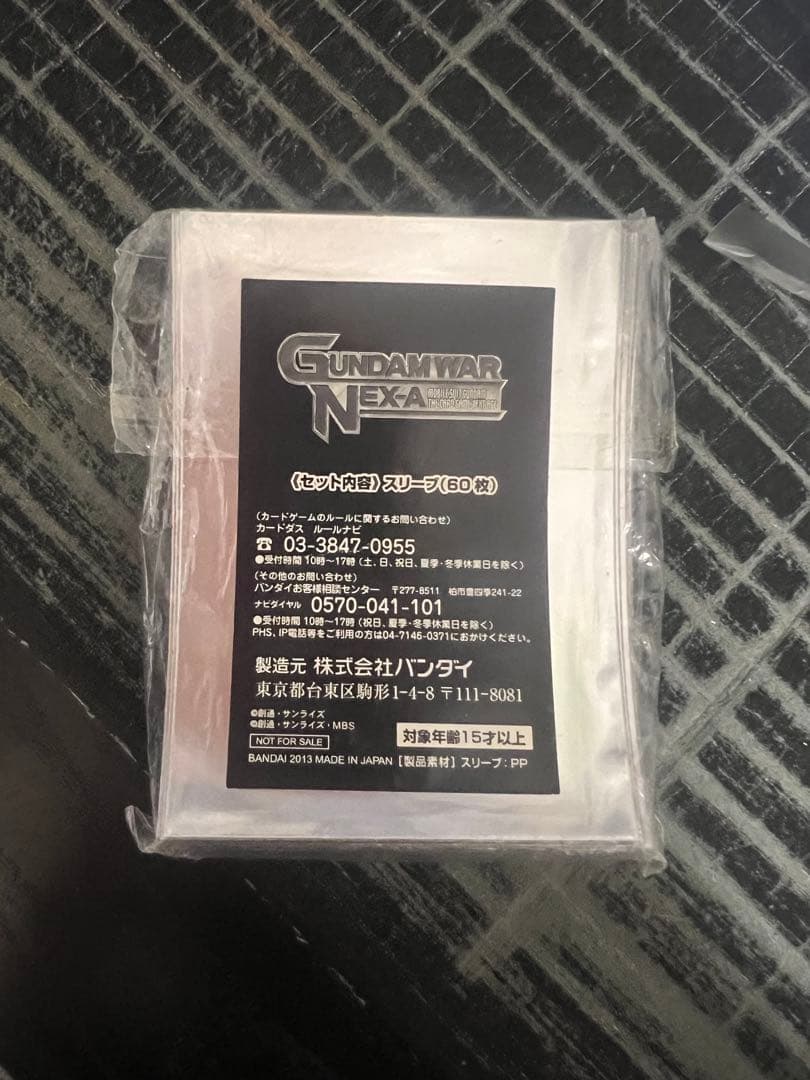 GUNDAM WAR
NEX-A
MOBILE SUIT GUNDAM
THE CARD GAME
《セット内容》スリーブ(60枚)
(カードゲームのルールに関するお問い合わせ)
カードダス ルールナビ
☎ 03-3847-0955
●受付時間 10時~17時(土、日、祝日、夏季・冬季休業日を除く)
(その他のお問い合わせ)
バンダイお客様相談センター 〒277-8511 柏市豊四季241-22
ナビダイヤル 0570-041-101
●受付時間 10時~17時(祝日、夏季・冬季休業日を除く)
PHS、IP電話等をご利用の方は04-7146-0371におかけください。
製造元 株式会社バンダイ
東京都台東区駒形1-4-8 〒111-8081
©創通・サンライズ
©創通・サンライズ・MBS
NOT FOR SALE
対象年齢15才以上
BANDAI 2013 MADE IN JAPAN【製品素材】スリーブ:PP